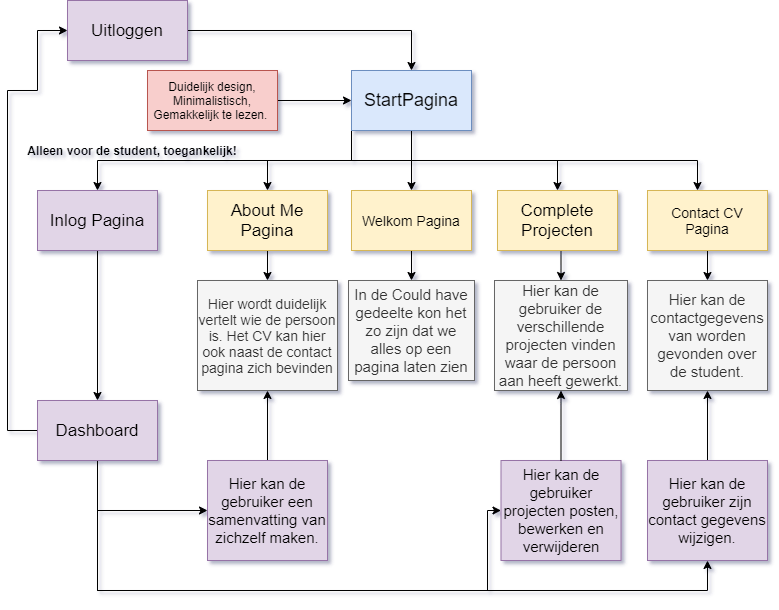 Uitloggen
Duidelijk design,
Minimalistisch,
Gemakkelijk te lezen.
StartPagina
Alleen voor de student, toegankelijk!
Inlog Pagina
About Me
Pagina
Welkom Pagina
Complete
Projecten
Contact CV
Pagina
Hier wordt duidelijk
vertelt wie de persoon
is. Het CV kan hier
ook naast de contact
pagina zich bevinden
In de Could have
gedeelte kon het
zo zijn dat we
alles op een
pagina laten zien
Hier kan de
gebruiker de
verschillende
projecten vinden
waar de persoon
aan heeft gewerkt.
Hier kan de
contactgegevens
van worden
gevonden over
de student.
Dashboard
Hier kan de
gebruiker een
samenvatting van
zichzelf maken.
Hier kan de
gebruiker
projecten posten,
bewerken en
verwijderen
Hier kan de
gebruiker zijn
contact gegevens
wijzigen.